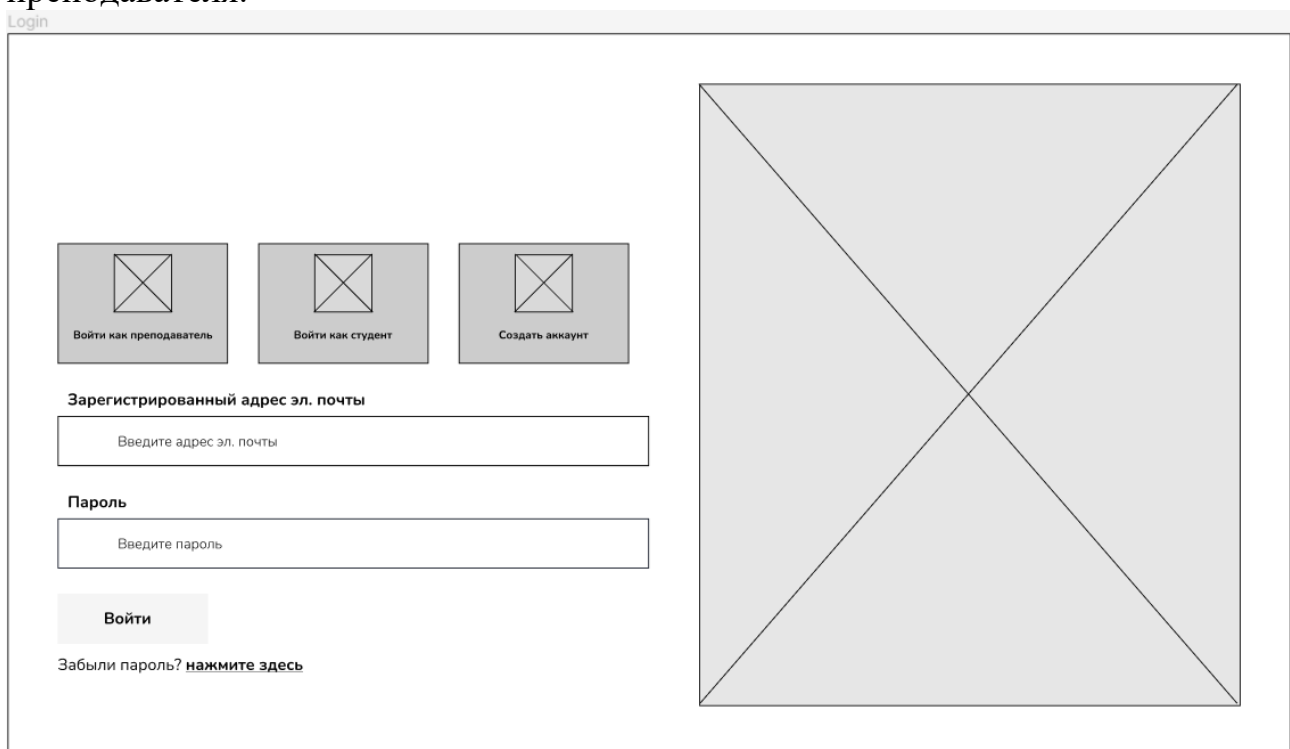 преподавателя.
Login
Войти как преподаватель
Войти как студент
Создать аккаунт
Зарегистрированный адрес эл. почты
Введите адрес эл. почты
Пароль
Введите пароль
Войти
Забыли пароль? нажмите здесь